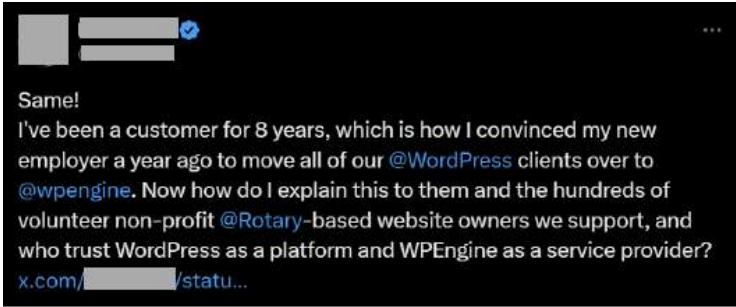 Same!
I've been a customer for 8 years, which is how I convinced my new
employer a year ago to move all of our @WordPress clients over to
@wpengine. Now how do I explain this to them and the hundreds of
volunteer non-profit @Rotary-based website owners we support, and
who trust WordPress as a platform and WPEngine as a service provider?
x.com/ /statu...